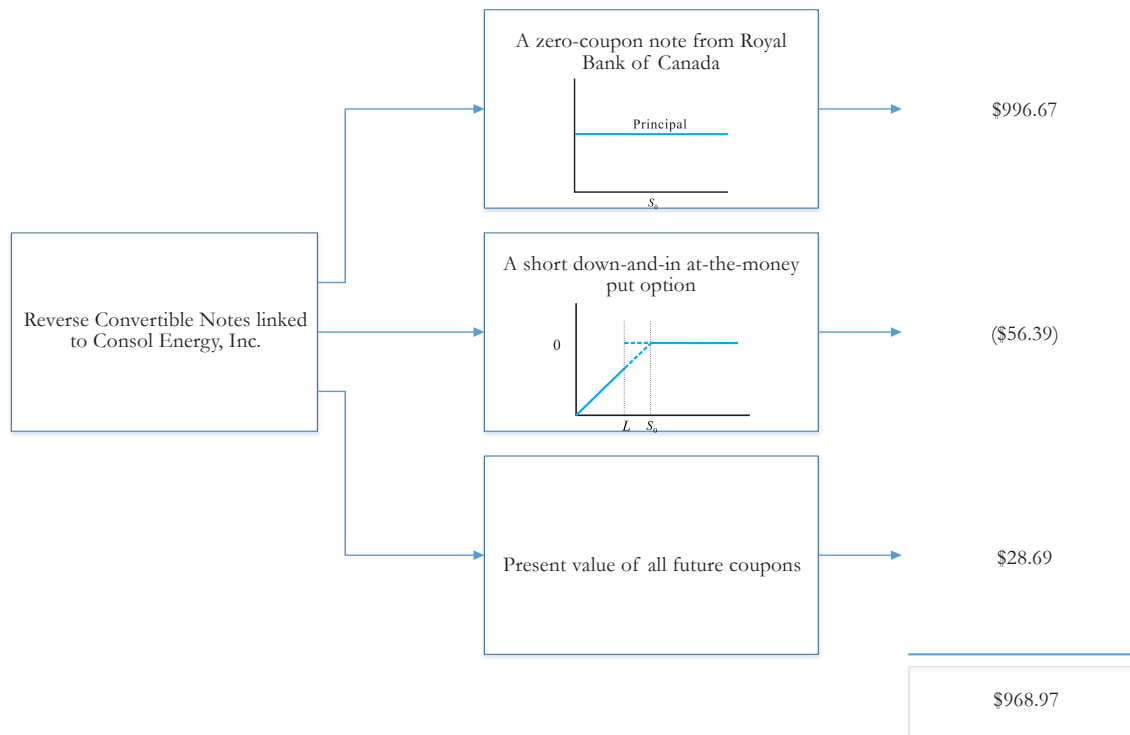 A zero-coupon note from Royal
Bank of Canada
Principal
S₀
$996.67
Reverse Convertible Notes linked
to Consol Energy, Inc.
A short down-and-in at-the-money
put option
0
L S₀
($56.39)
Present value of all future coupons
$28.69
$968.97